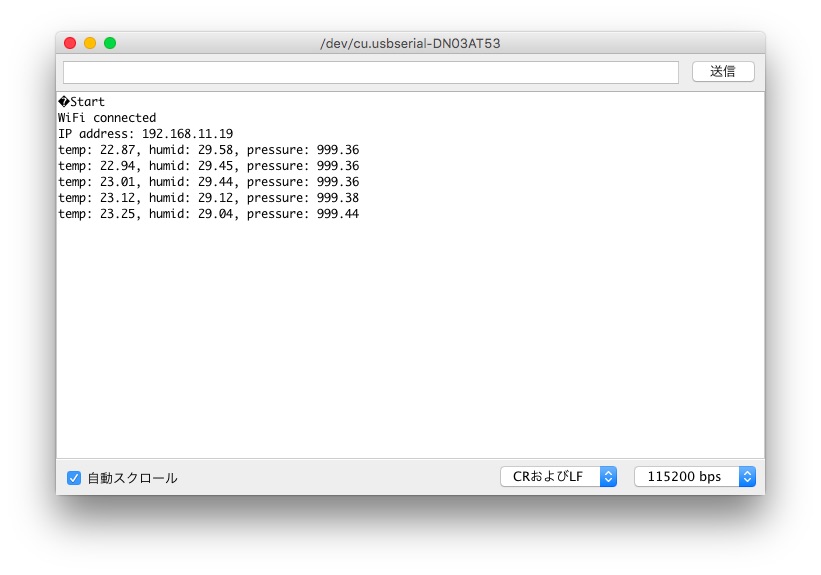 /dev/cu.usbserial-DN03AT53
送信
�Start
WiFi connected
IP address: 192.168.11.19
temp: 22.87, humid: 29.58, pressure: 999.36
temp: 22.94, humid: 29.45, pressure: 999.36
temp: 23.01, humid: 29.44, pressure: 999.36
temp: 23.12, humid: 29.12, pressure: 999.38
temp: 23.25, humid: 29.04, pressure: 999.44
自動スクロール CRおよびLF 115200 bps